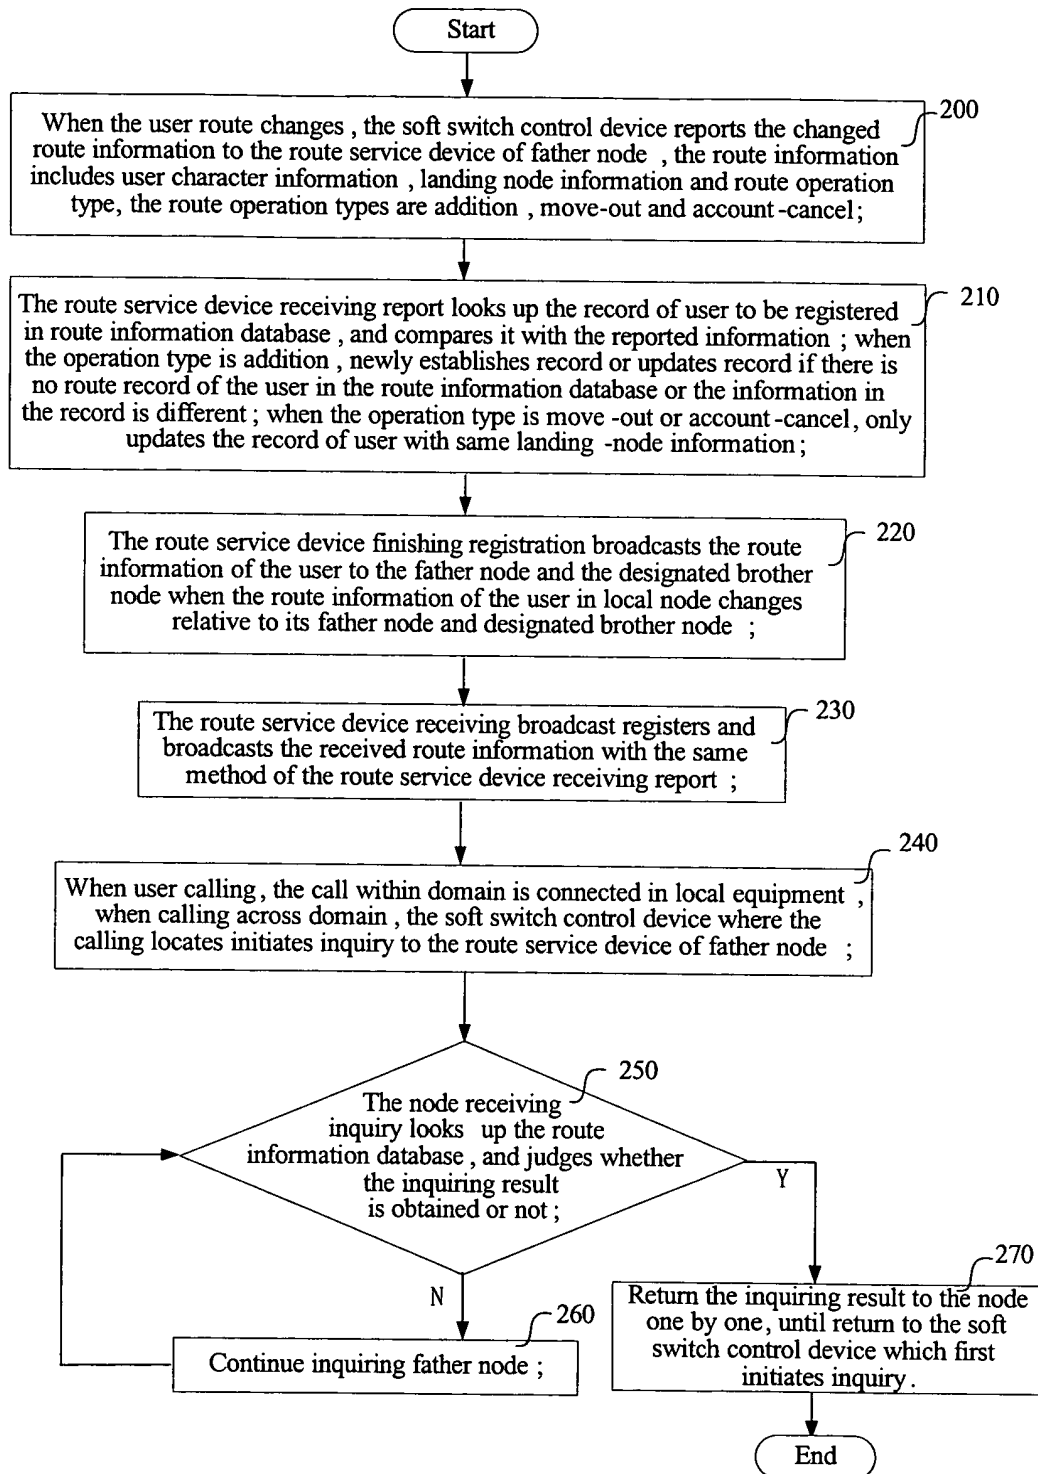 Start
200
When the user route changes , the soft switch control device reports the changed
route information to the route service device of father node , the route information
includes user character information , landing node information and route operation
type, the route operation types are addition , move-out and account -cancel;
210
The route service device receiving report looks up the record of user to be registered
in route information database , and compares it with the reported information ; when
the operation type is addition , newly establishes record or updates record if there is
no route record of the user in the route information database or the information in
the record is different ; when the operation type is move -out or account -cancel, only
updates the record of user with same landing -node information ;
220
The route service device finishing registration broadcasts the route
information of the user to the father node and the designated brother
node when the route information of the user in local node changes
relative to its father node and designated brother node ;
230
The route service device receiving broadcast registers and
broadcasts the received route information with the same
method of the route service device receiving report ;
240
When user calling , the call within domain is connected in local equipment ,
when calling across domain , the soft switch control device where the
calling locates initiates inquiry to the route service device of father node ;
250
The node receiving
inquiry looks up the route
information database , and judges whether
the inquiring result
is obtained or not ;
Y
N
260
Continue inquiring father node ;
270
Return the inquiring result to the node
one by one, until return to the soft
switch control device which first
initiates inquiry .
End